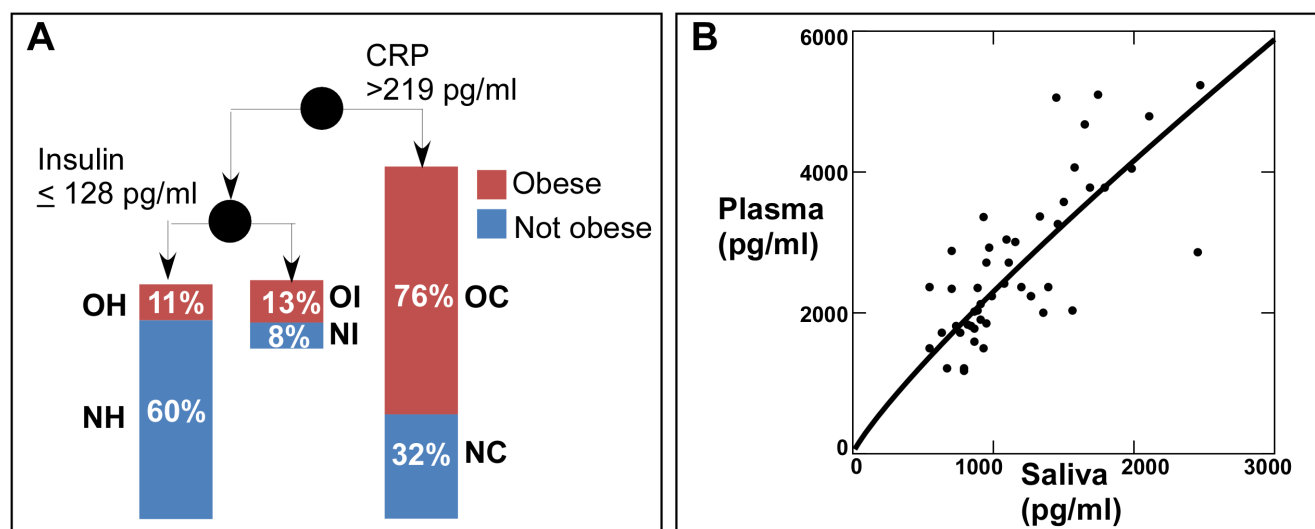 A
CRP
>219 pg/ml
Insulin
≤ 128 pg/ml
Obese
Not obese
OH
11%
13%
OI
76%
OC
8%
NI
NH
60%
32%
NC
B
6000
4000
Plasma
(pg/ml)
2000
0
0
1000
2000
3000
Saliva
(pg/ml)